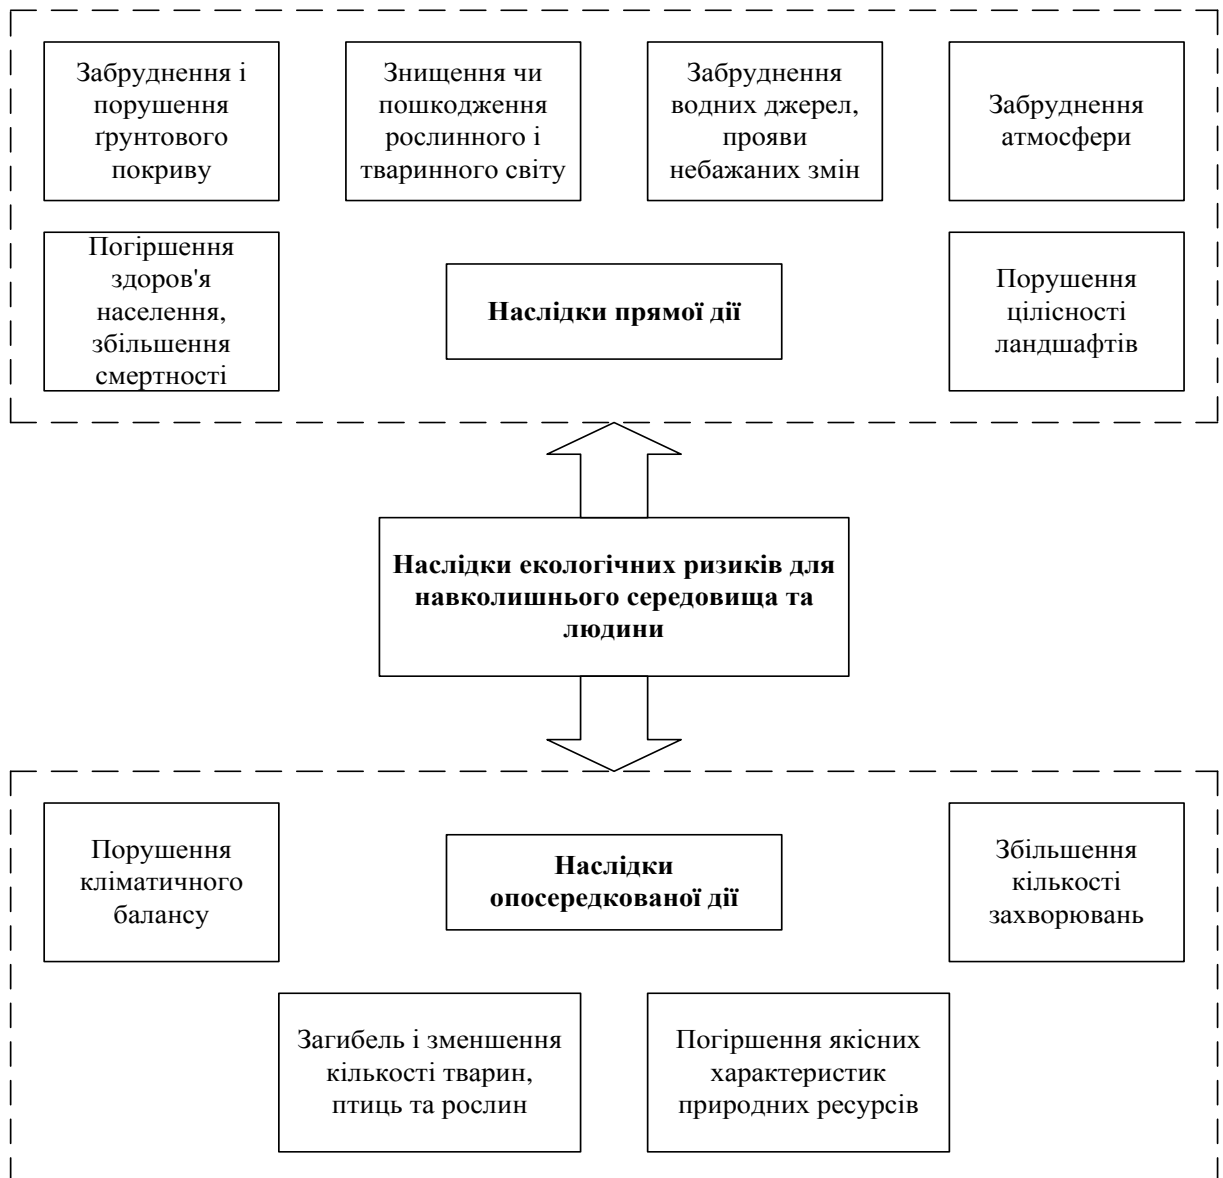 Забруднення і
порушення
ґрунтового
покриву
Знищення чи
пошкодження
рослинного і
тваринного світу
Забруднення
водних джерел,
прояви
небажаних змін
Забруднення
атмосфери
Погіршення
здоров'я
населення,
збільшення
смертності
Наслідки прямої дії
Порушення
цілісності
ландшафтів
Наслідки екологічних ризиків для
навколишнього середовища та
людини
Порушення
кліматичного
балансу
Наслідки
опосередкованої дії
Збільшення
кількості
захворювань
Загибель і зменшення
кількості тварин,
птиць та рослин
Погіршення якісних
характеристик
природних ресурсів